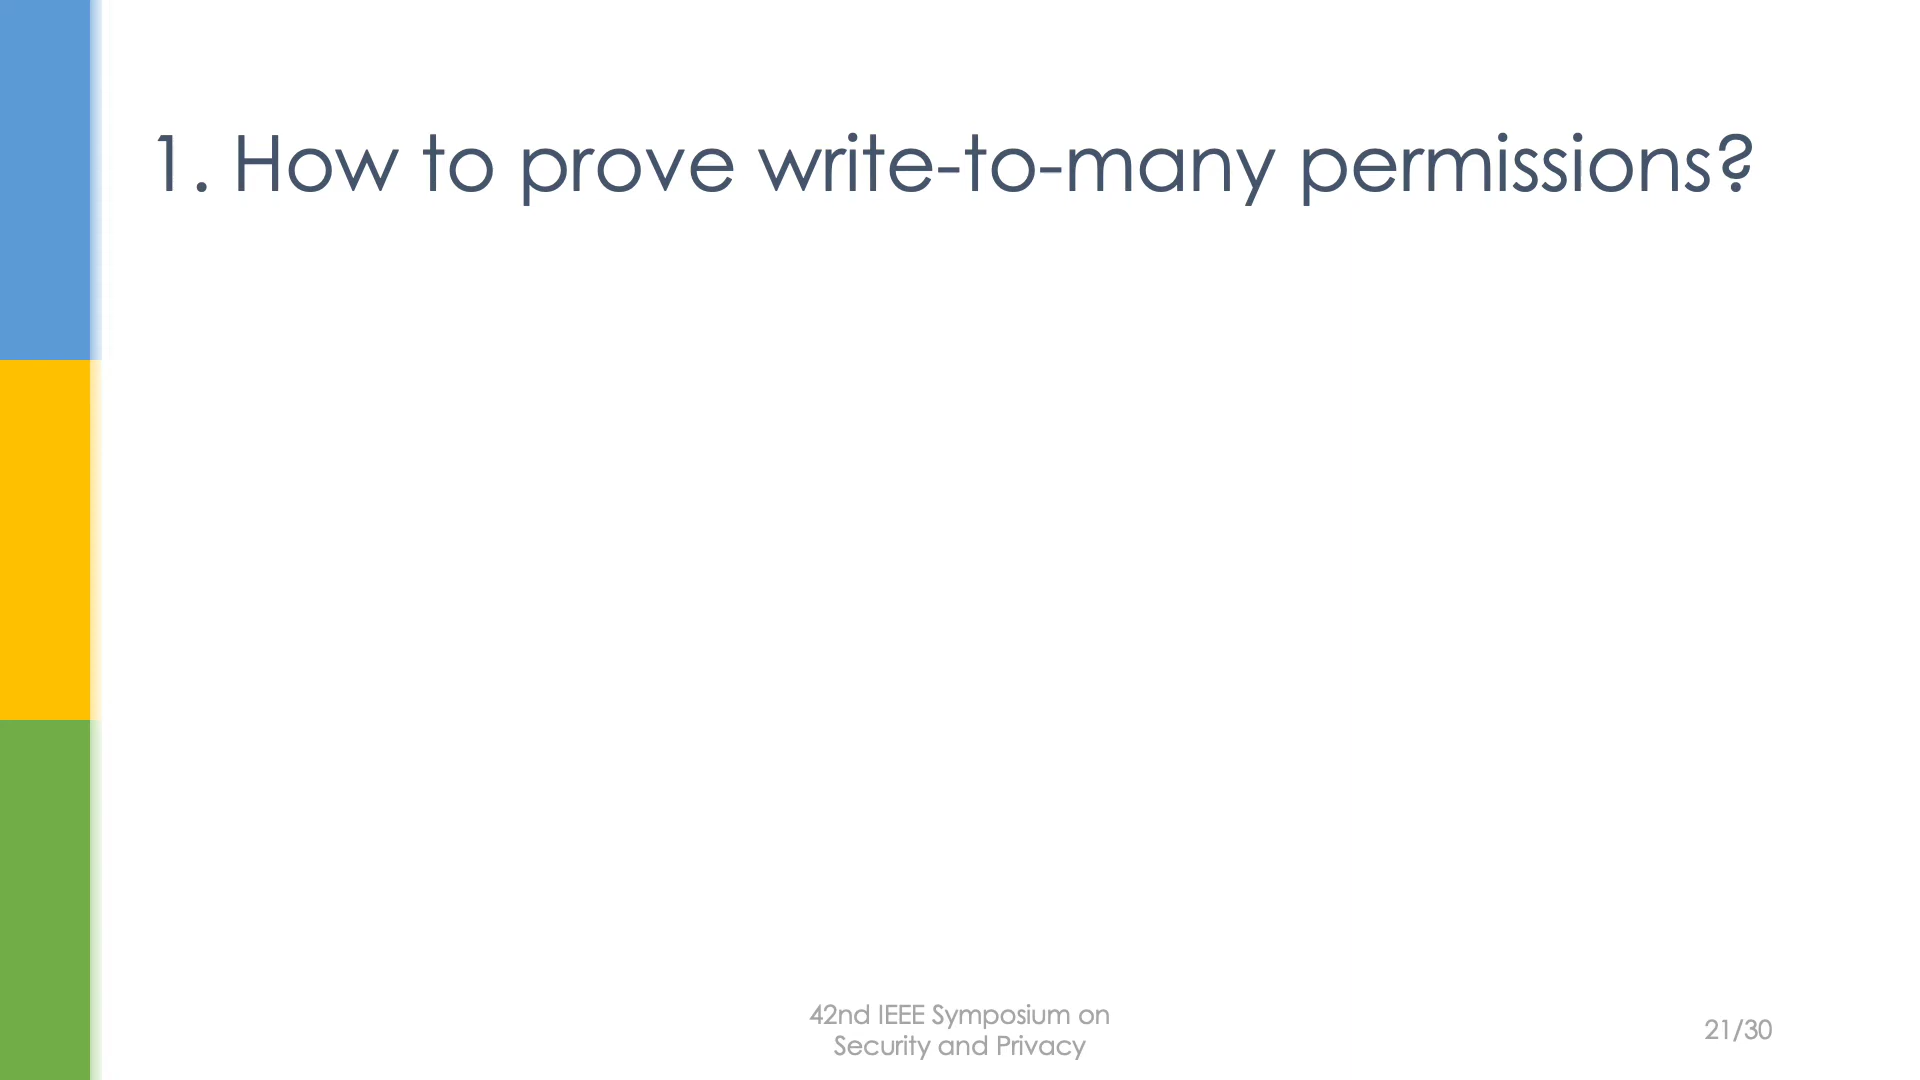 1. How to prove write-to-many permissions?
42nd IEEE Symposium on
Security and Privacy
21/30